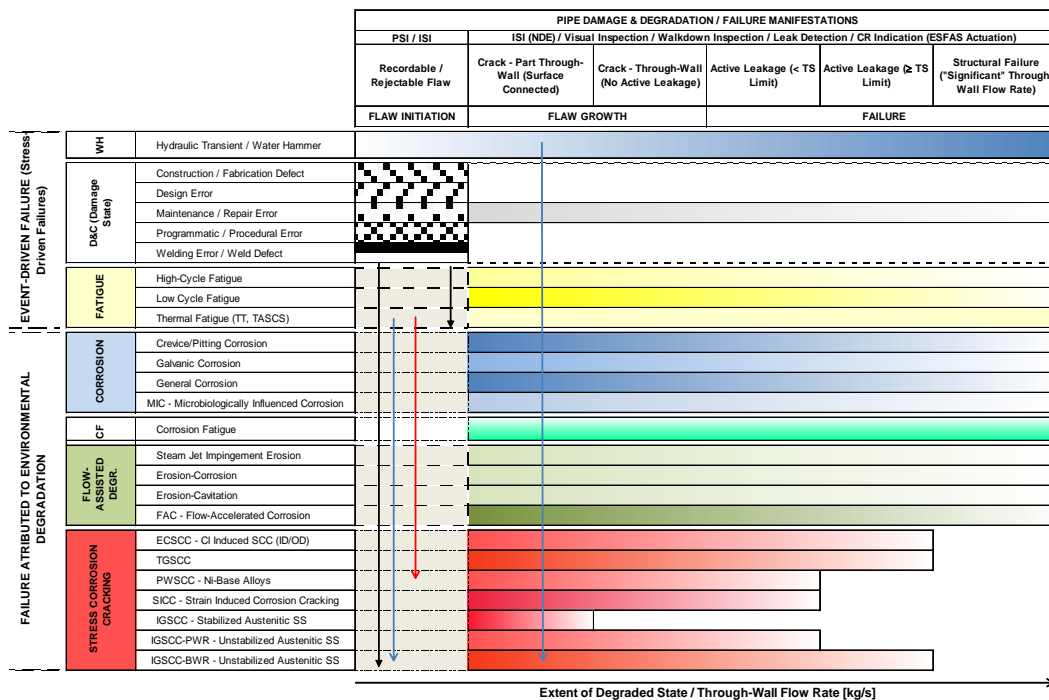 PIPE DAMAGE & DEGRADATION / FAILURE MANIFESTATIONS
PSI / ISI
ISI (NDE) / Visual Inspection / Walkdown Inspection / Leak Detection / CR Indication (ESFAS Actuation)
Recordable /
Rejectable Flaw
Crack - Part Through-
Wall (Surface
Connected)
Crack - Through-Wall
(No Active Leakage)
Active Leakage (< TS
Limit)
Active Leakage (≥ TS
Limit)
Structural Failure
("Significant" Through
Wall Flow Rate)
FLAW INITIATION
FLAW GROWTH
FAILURE
EVENT-DRIVEN FAILURE (Stress-
Driven Failures)
WH
Hydraulic Transient / Water Hammer
D&C (Damage
State)
Construction / Fabrication Defect
Design Error
Maintenance / Repair Error
Programmatic / Procedural Error
Welding Error / Weld Defect
FATIGUE
High-Cycle Fatigue
Low Cycle Fatigue
Thermal Fatigue (TT, TASCS)
FAILURE ATRIBUTED TO ENVIRONMENTAL
DEGRADATION
CORROSION
Crevice/Pitting Corrosion
Galvanic Corrosion
General Corrosion
MIC - Microbiologically Influenced Corrosion
CF
Corrosion Fatigue
FLOW-
ASSISTED
DEGR.
Steam Jet Impingement Erosion
Erosion-Corrosion
Erosion-Cavitation
FAC - Flow-Accelerated Corrosion
STRESS CORROSION
CRACKING
ECSCC - Cl Induced SCC (ID/OD)
TGSCC
PWSCC - Ni-Base Alloys
SICC - Strain Induced Corrosion Cracking
IGSCC - Stabilized Austenitic SS
IGSCC-PWR - Unstabilized Austenitic SS
IGSCC-BWR - Unstabilized Austenitic SS
Extent of Degraded State / Through-Wall Flow Rate [kg/s]